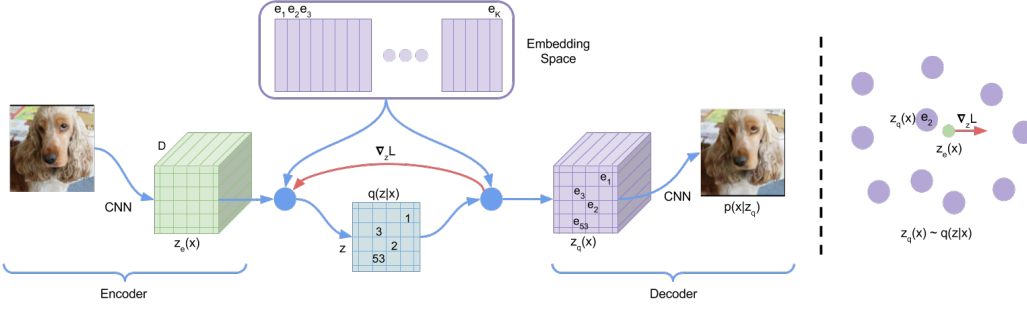 e1 e2 e3
eK
Embedding
Space
D
CNN
ze(x)
Encoder
∇zL
q(z|x)
1
3
2
53
z
e1
e3
e2
e53
zq(x)
CNN
p(x|zq)
Decoder
zq(x)
e2
∇zL
ze(x)
zq(x) ~ q(z|x)